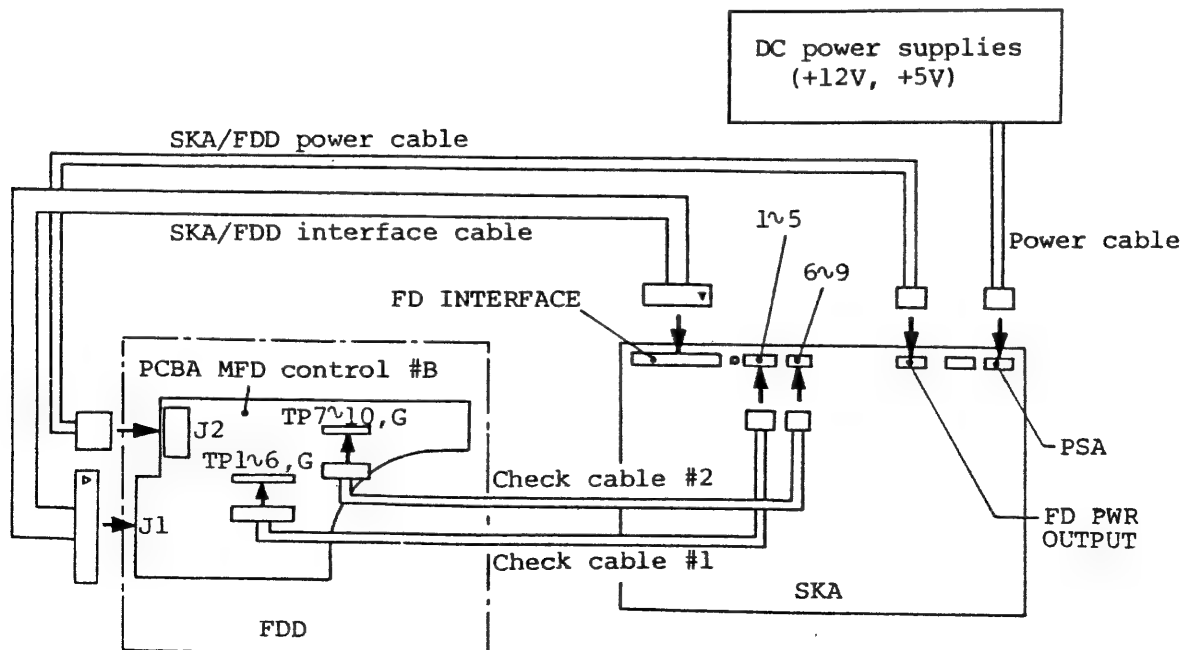 DC power supplies
(+12V, +5V)
SKA/FDD power cable
SKA/FDD interface cable
1∿5
Power cable
6∿9
FD INTERFACE
PCBA MFD control #B
TP7∿10,G
J2
TP1∿6,G
PSA
Check cable #2
J1
FD PWR
OUTPUT
Check cable #1
SKA
FDD